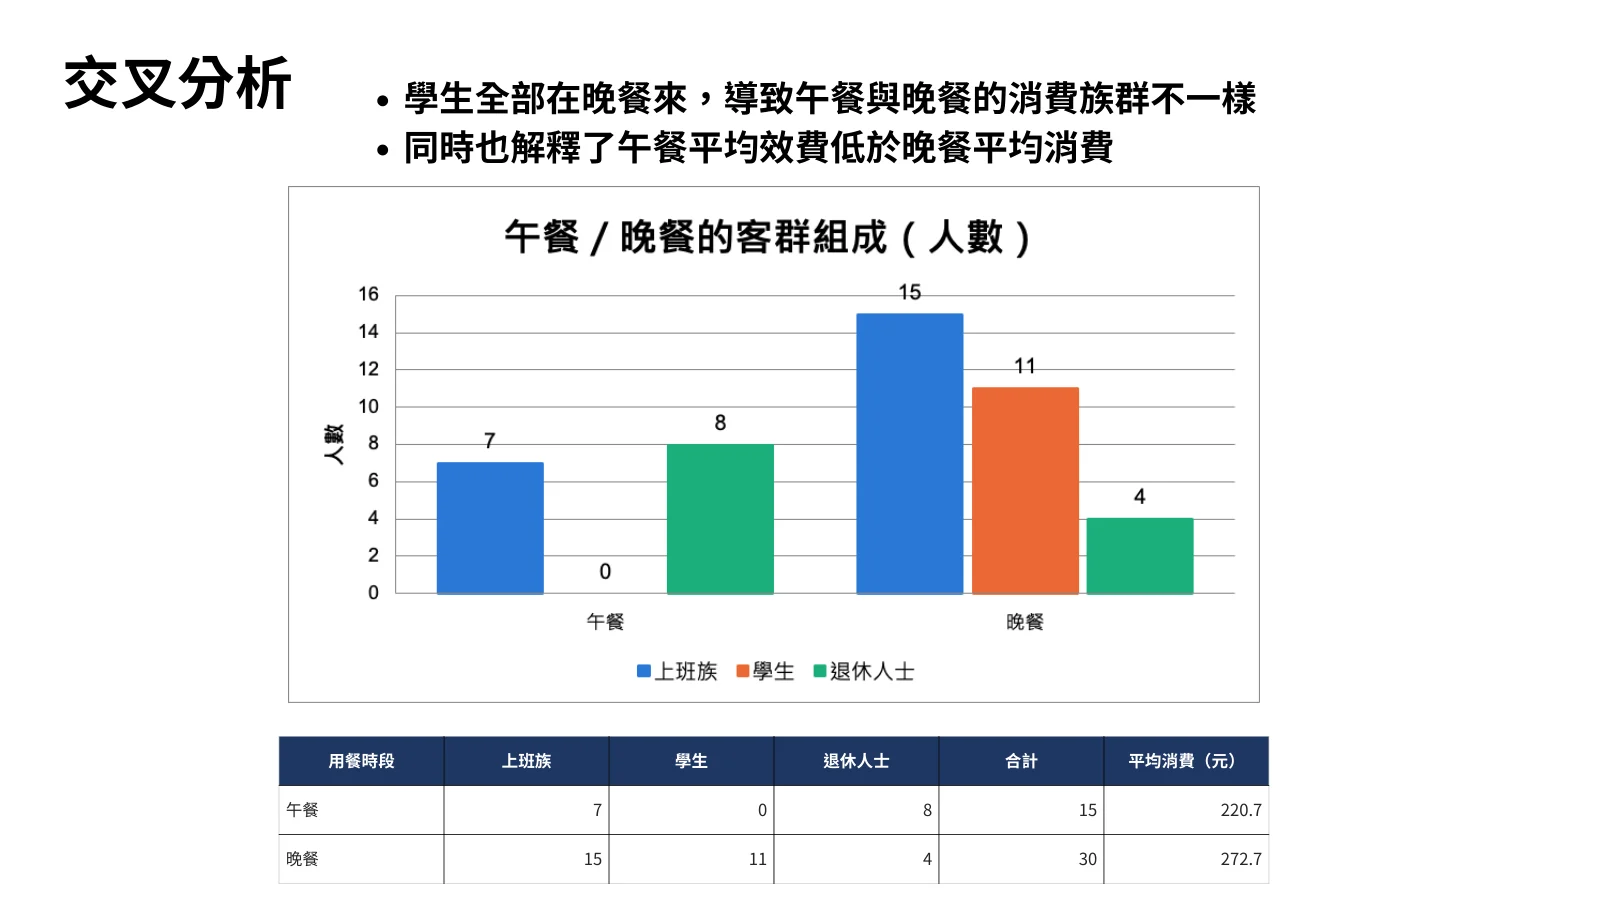 交叉分析
• 學生全部在晚餐來，導致午餐與晚餐的消費族群不一樣
• 同時也解釋了午餐平均效費低於晚餐平均消費
午餐 / 晚餐的客群組成 ( 人數 )
人數
16
14
12
10
8
6
4
2
0
7
0
8
15
11
4
午餐
晚餐
上班族 學生 退休人士
用餐時段 上班族 學生 退休人士 合計 平均消費（元）
午餐 7 0 8 15 220.7
晚餐 15 11 4 30 272.7